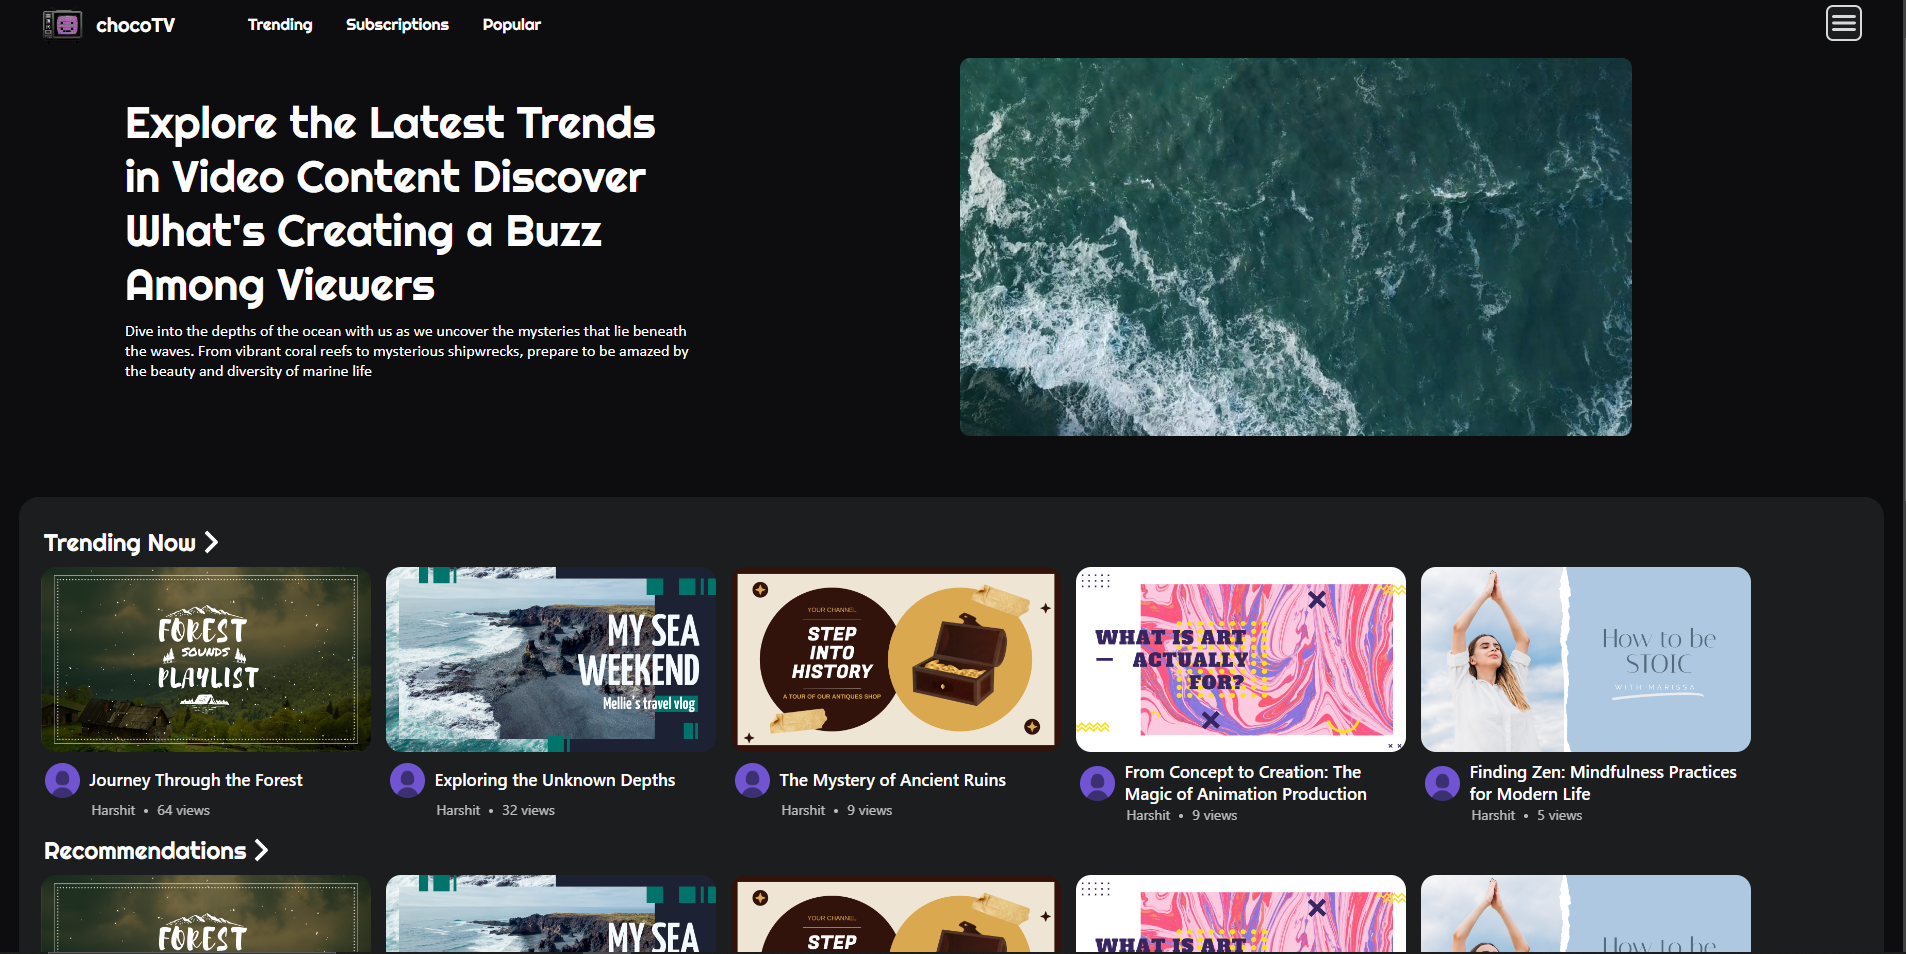 chocoTV
Trending
Subscriptions
Popular
Explore the Latest Trends
in Video Content Discover
What's Creating a Buzz
Among Viewers
Dive into the depths of the ocean with us as we uncover the mysteries that lie beneath
the waves. From vibrant coral reefs to mysterious shipwrecks, prepare to be amazed by
the beauty and diversity of marine life
Trending Now
FOREST
SOUNDS
PLAYLIST
MY SEA
WEEKEND
Mellie's travel vlog
YOUR CHANNEL
STEP
INTO
HISTORY
A TOUR OF OUR ANTIQUES SHOP
WHAT IS ART
— ACTUALLY
FOR?
How to be
STOIC
WITH MARISSA
Journey Through the Forest
Harshit • 64 views
Exploring the Unknown Depths
Harshit • 32 views
The Mystery of Ancient Ruins
Harshit • 9 views
From Concept to Creation: The
Magic of Animation Production
Harshit • 9 views
Finding Zen: Mindfulness Practices
for Modern Life
Harshit • 5 views
Recommendations
FOREST
MY SEA
YOUR CHANNEL
STEP
WHAT IS ART
How to be